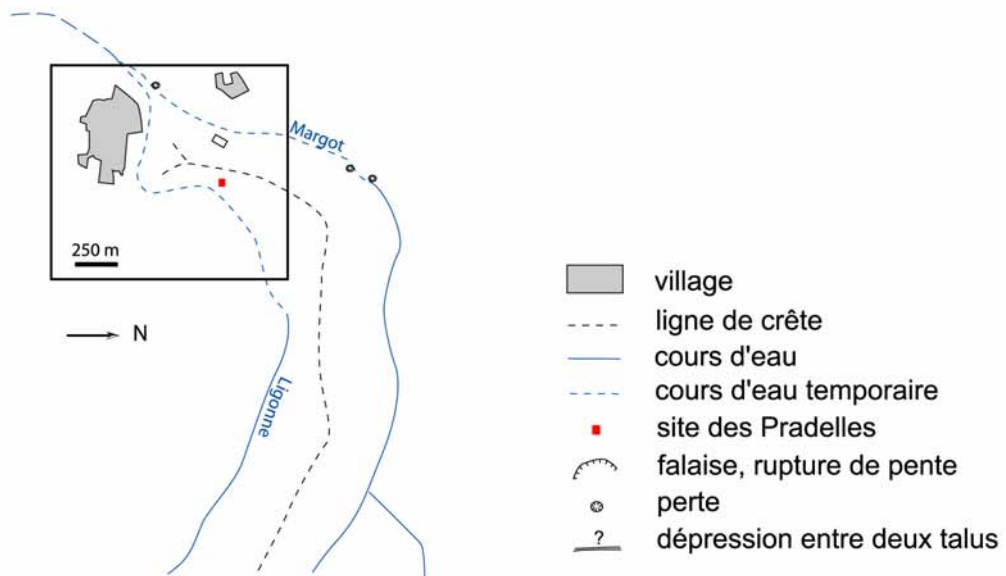 Margot
250 m
N
Ligonne
village
ligne de crête
cours d'eau
cours d'eau temporaire
site des Pradelles
falaise, rupture de pente
perte
?
dépression entre deux talus